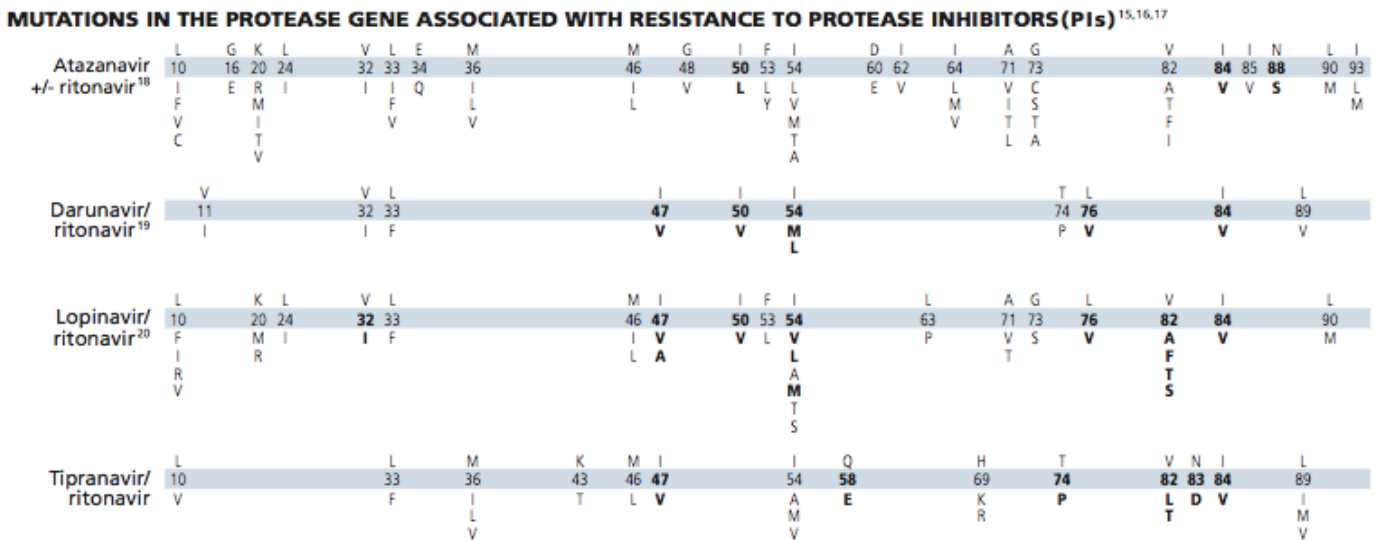 MUTATIONS IN THE PROTEASE GENE ASSOCIATED WITH RESISTANCE TO PROTEASE INHIBITORS(PIs)15,16,17
L G K L V L E M M G I F I D I I A G V I I N L I
Atazanavir 10 16 20 24 32 33 34 36 46 48 50 53 54 60 62 64 71 73 82 84 85 88 90 93
+/- ritonavir18 I E R I I I Q I I V L L L E V L V C A V V S M L
F M F L L Y V M I S T M
V I V V M V T T F
C T T L A I
V A
V V L I I I T L I L
Darunavir/ 11 32 33 47 50 54 74 76 84 89
ritonavir19 I I F V V M P V V V
L
L K L V L M I I F I L A G L V I L
Lopinavir/ 10 20 24 32 33 46 47 50 53 54 63 71 73 76 82 84 90
ritonavir20 F M I I F I V V L V P V S V A V M
I R L A L T F
R A T
V M S
T
S
L L M K M I I Q H T V N I L
Tipranavir/ 10 33 36 43 46 47 54 58 69 74 82 83 84 89
ritonavir V F I T L V A E K P L D V I
L M R T M
V V V